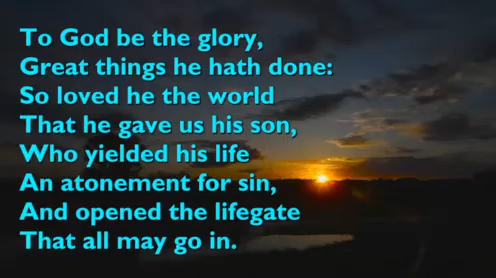 To God be the glory,
Great things he hath done:
So loved he the world
That he gave us his son,
Who yielded his life
An atonement for sin,
And opened the lifegate
That all may go in.